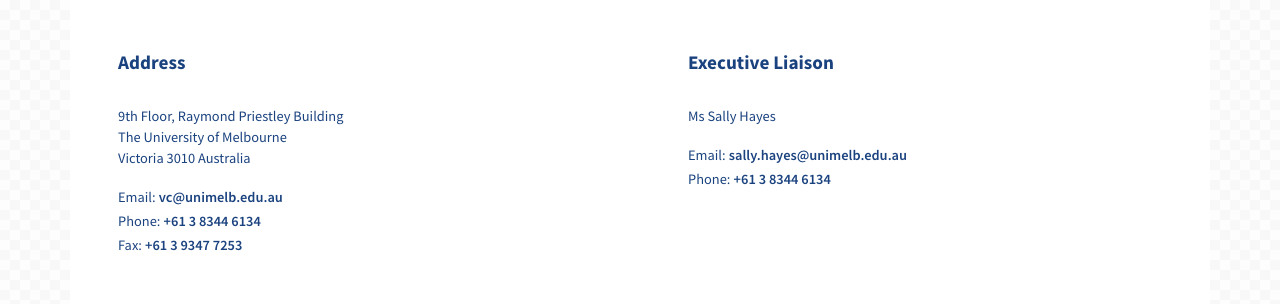 Address
9th Floor, Raymond Priestley Building
The University of Melbourne
Victoria 3010 Australia
Email: vc@unimelb.edu.au
Phone: +61 3 8344 6134
Fax: +61 3 9347 7253
Executive Liaison
Ms Sally Hayes
Email: sally.hayes@unimelb.edu.au
Phone: +61 3 8344 6134